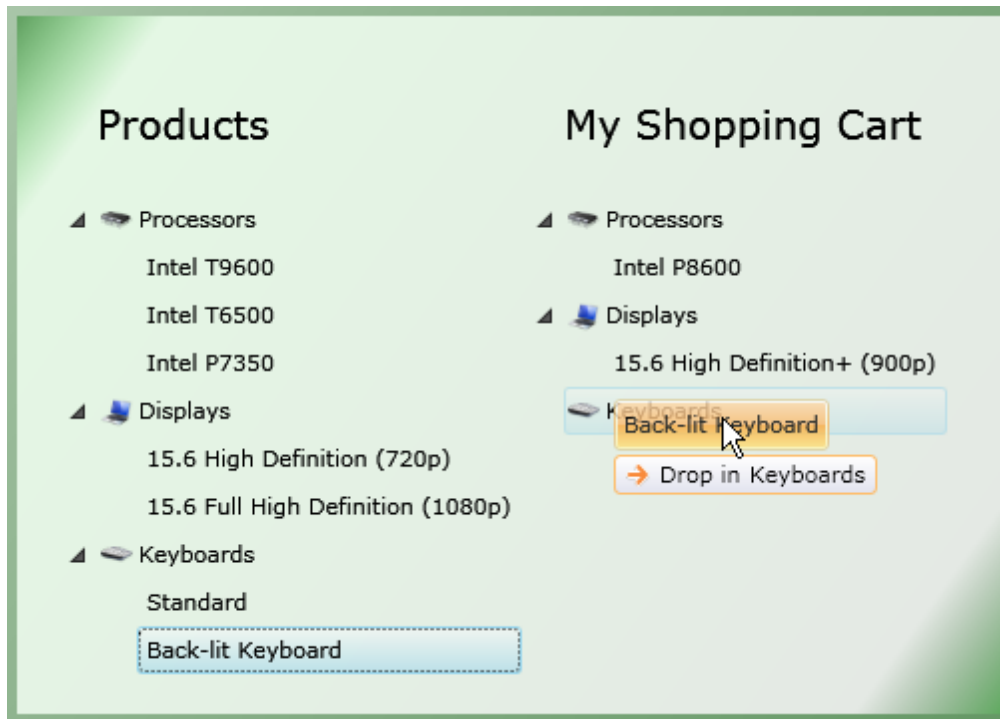 Products
Processors
Intel T9600
Intel T6500
Intel P7350
Displays
15.6 High Definition (720p)
15.6 Full High Definition (1080p)
Keyboards
Standard
Back-lit Keyboard
My Shopping Cart
Processors
Intel P8600
Displays
15.6 High Definition+ (900p)
Keyboards
Back-lit Keyboard
Drop in Keyboards